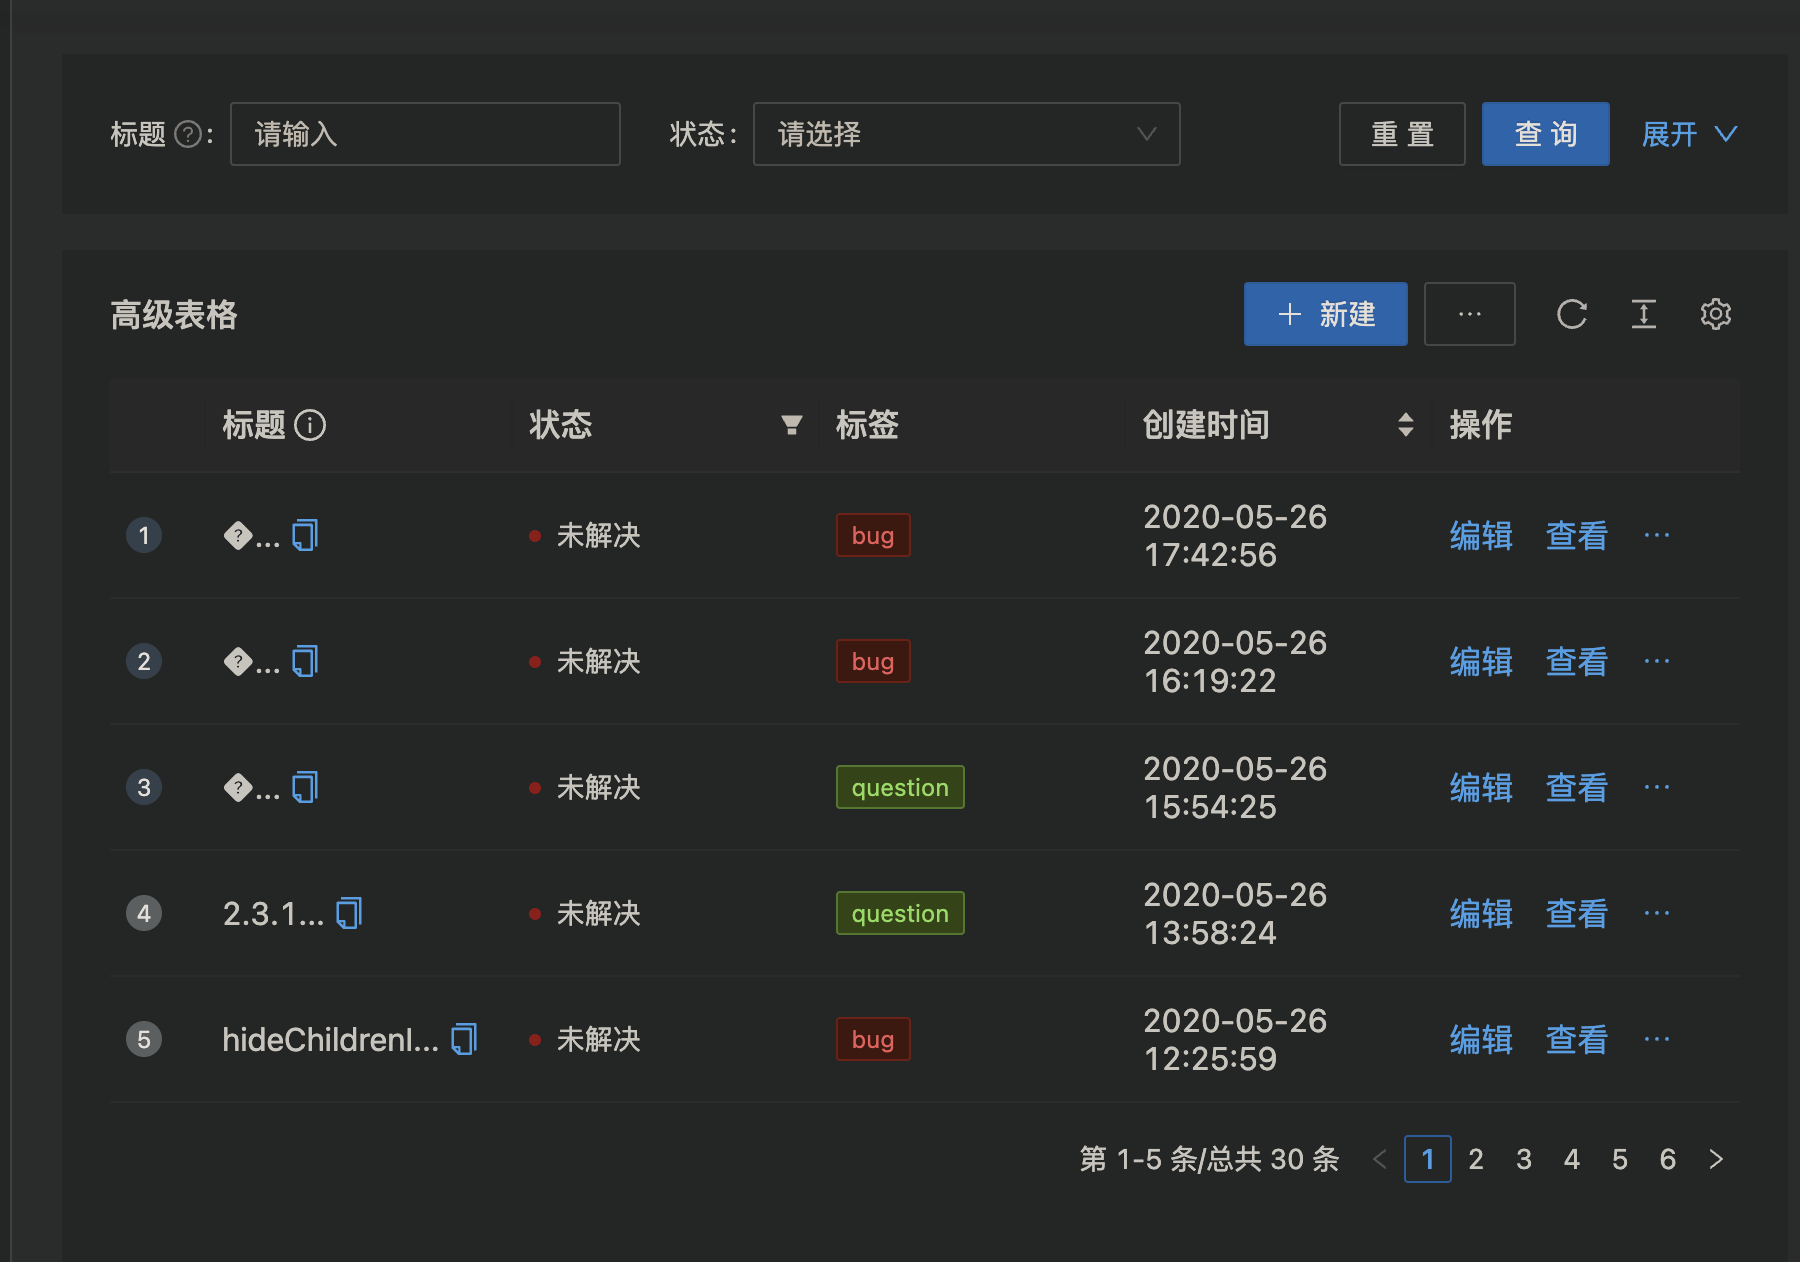 标题 ? : 请输入 状态 : 请选择 重 置 查 询 展开
高级表格 + 新建 ···
标题 状态 标签 创建时间 操作
1 �... 未解决 bug 2020-05-26 17:42:56 编辑 查看 ···
2 �... 未解决 bug 2020-05-26 16:19:22 编辑 查看 ···
3 �... 未解决 question 2020-05-26 15:54:25 编辑 查看 ···
4 2.3.1... 未解决 question 2020-05-26 13:58:24 编辑 查看 ···
5 hideChildrenI... 未解决 bug 2020-05-26 12:25:59 编辑 查看 ···
第 1-5 条/总共 30 条 < 1 2 3 4 5 6 >